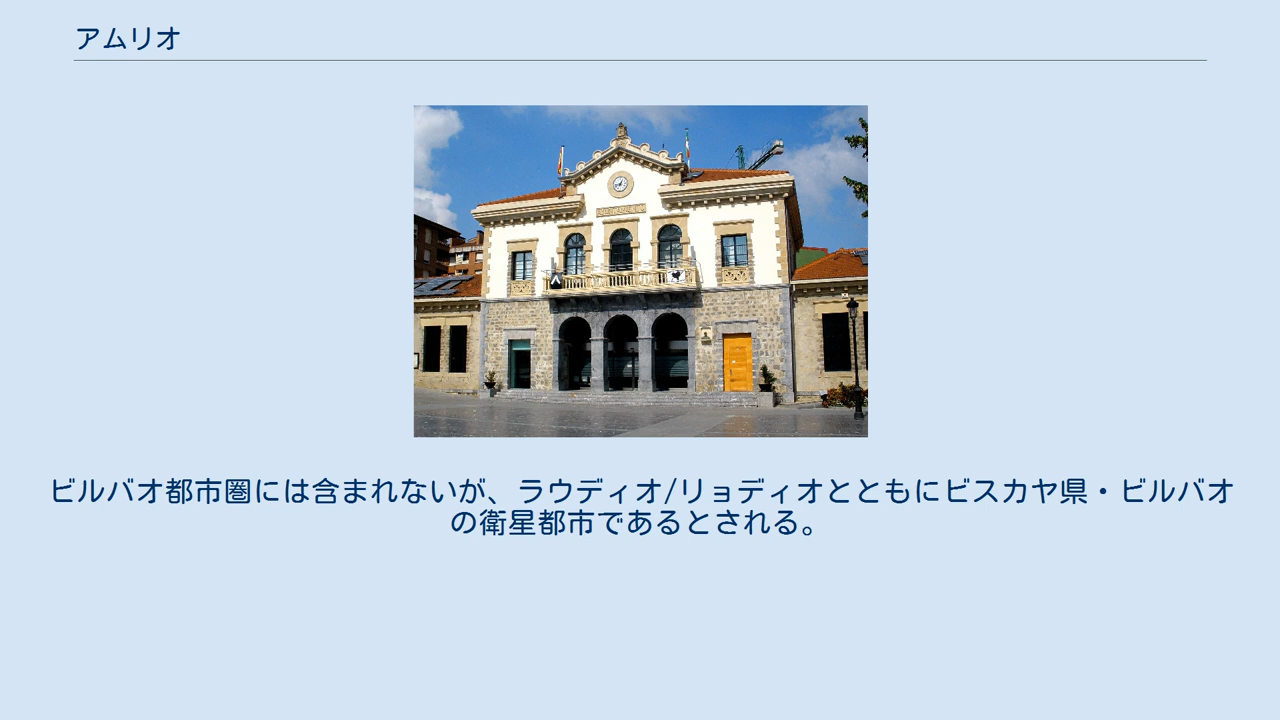 アムリオ
ビルバオ都市圏には含まれないが、ラウディオ/リョディオとともにビスカヤ県・ビルバオ
の衛星都市であるとされる。